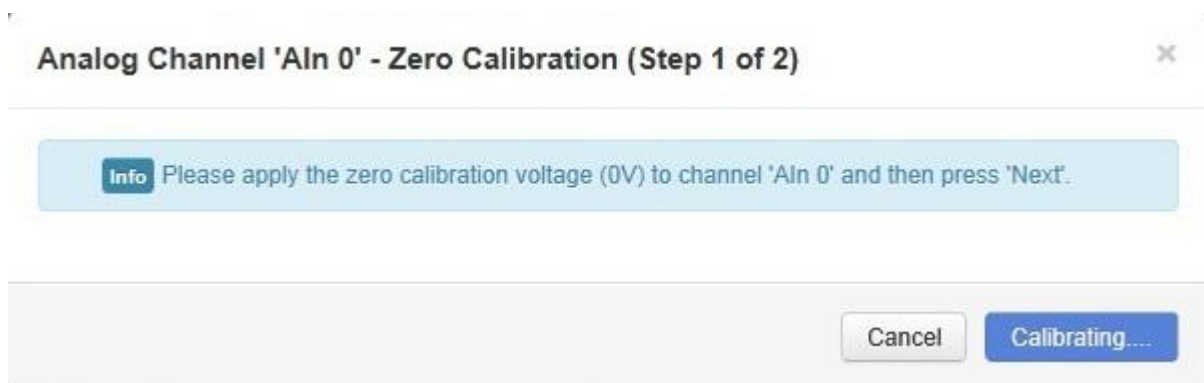 Analog Channel 'AIn 0' - Zero Calibration (Step 1 of 2)
×
Info Please apply the zero calibration voltage (0V) to channel 'AIn 0' and then press 'Next'.
Cancel Calibrating....